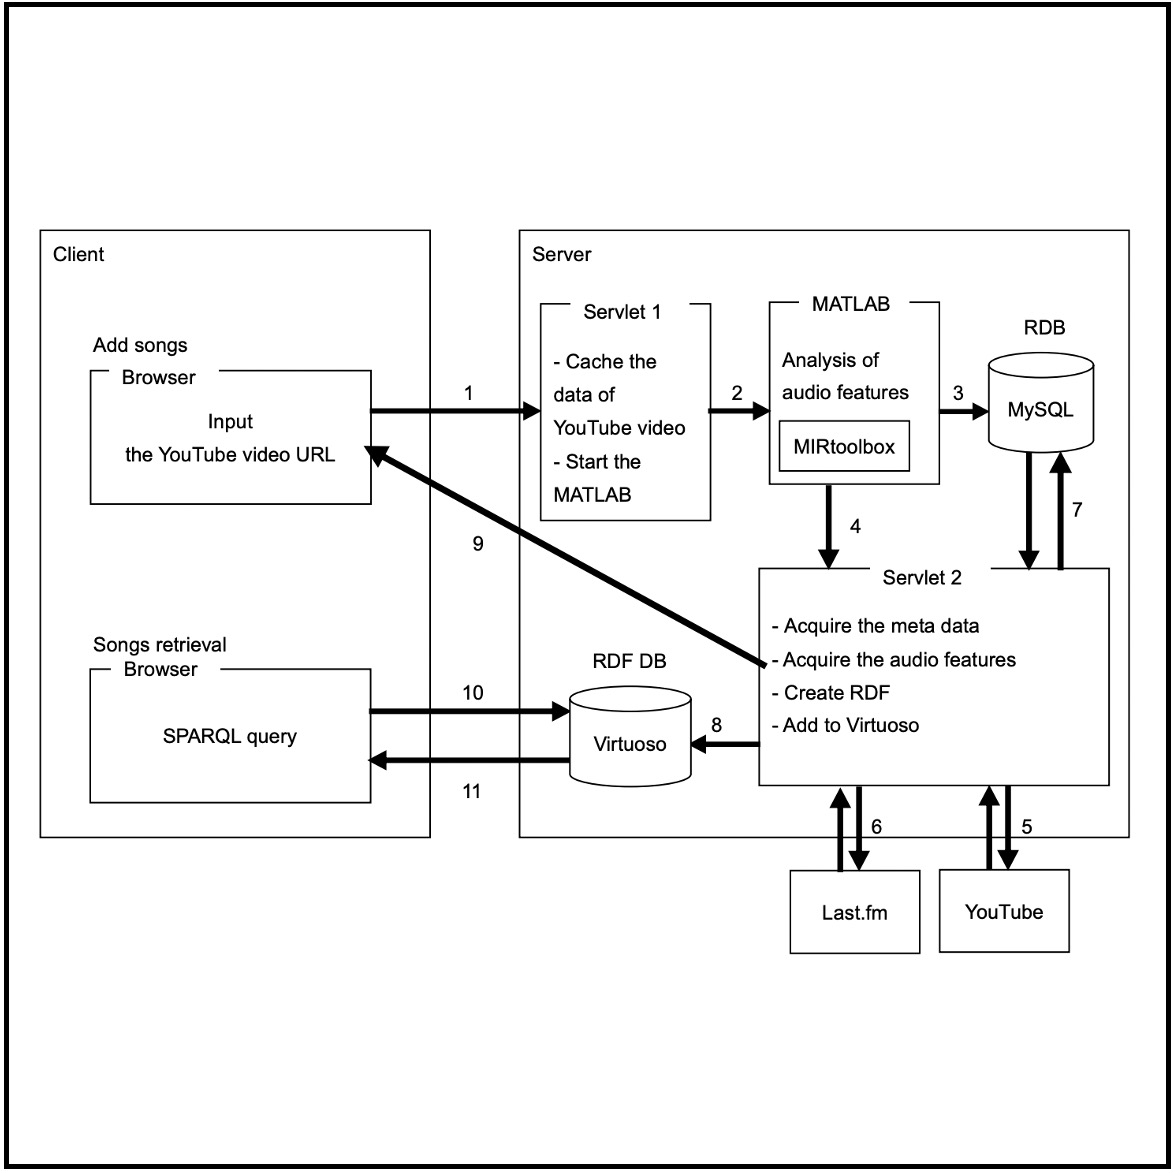 Client
Add songs
Browser
Input
the YouTube video URL
Songs retrieval
Browser
SPARQL query
1
9
10
11
Server
Servlet 1
- Cache the
data of
YouTube video
- Start the
MATLAB
2
MATLAB
Analysis of
audio features
MIRtoolbox
3
RDB
MySQL
4
7
Servlet 2
- Acquire the meta data
- Acquire the audio features
- Create RDF
- Add to Virtuoso
RDF DB
Virtuoso
8
6
5
Last.fm
YouTube